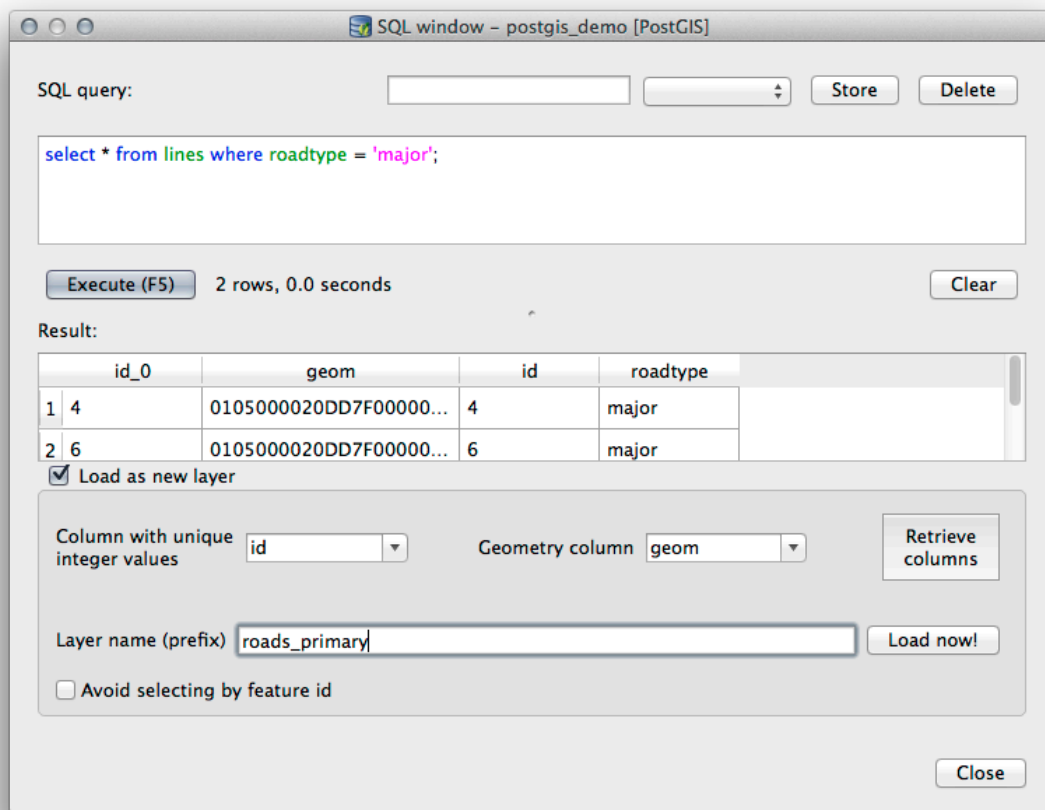 SQL window – postgis_demo [PostGIS]
SQL query:
Store
Delete
select * from lines where roadtype = 'major';
Execute (F5)
2 rows, 0.0 seconds
Clear
Result:
id_0 geom id roadtype
1 4 0105000020DD7F00000... 4 major
2 6 0105000020DD7F00000... 6 major
Load as new layer
Column with unique
integer values
id
Geometry column
geom
Retrieve
columns
Layer name (prefix)
roads_primary
Load now!
Avoid selecting by feature id
Close